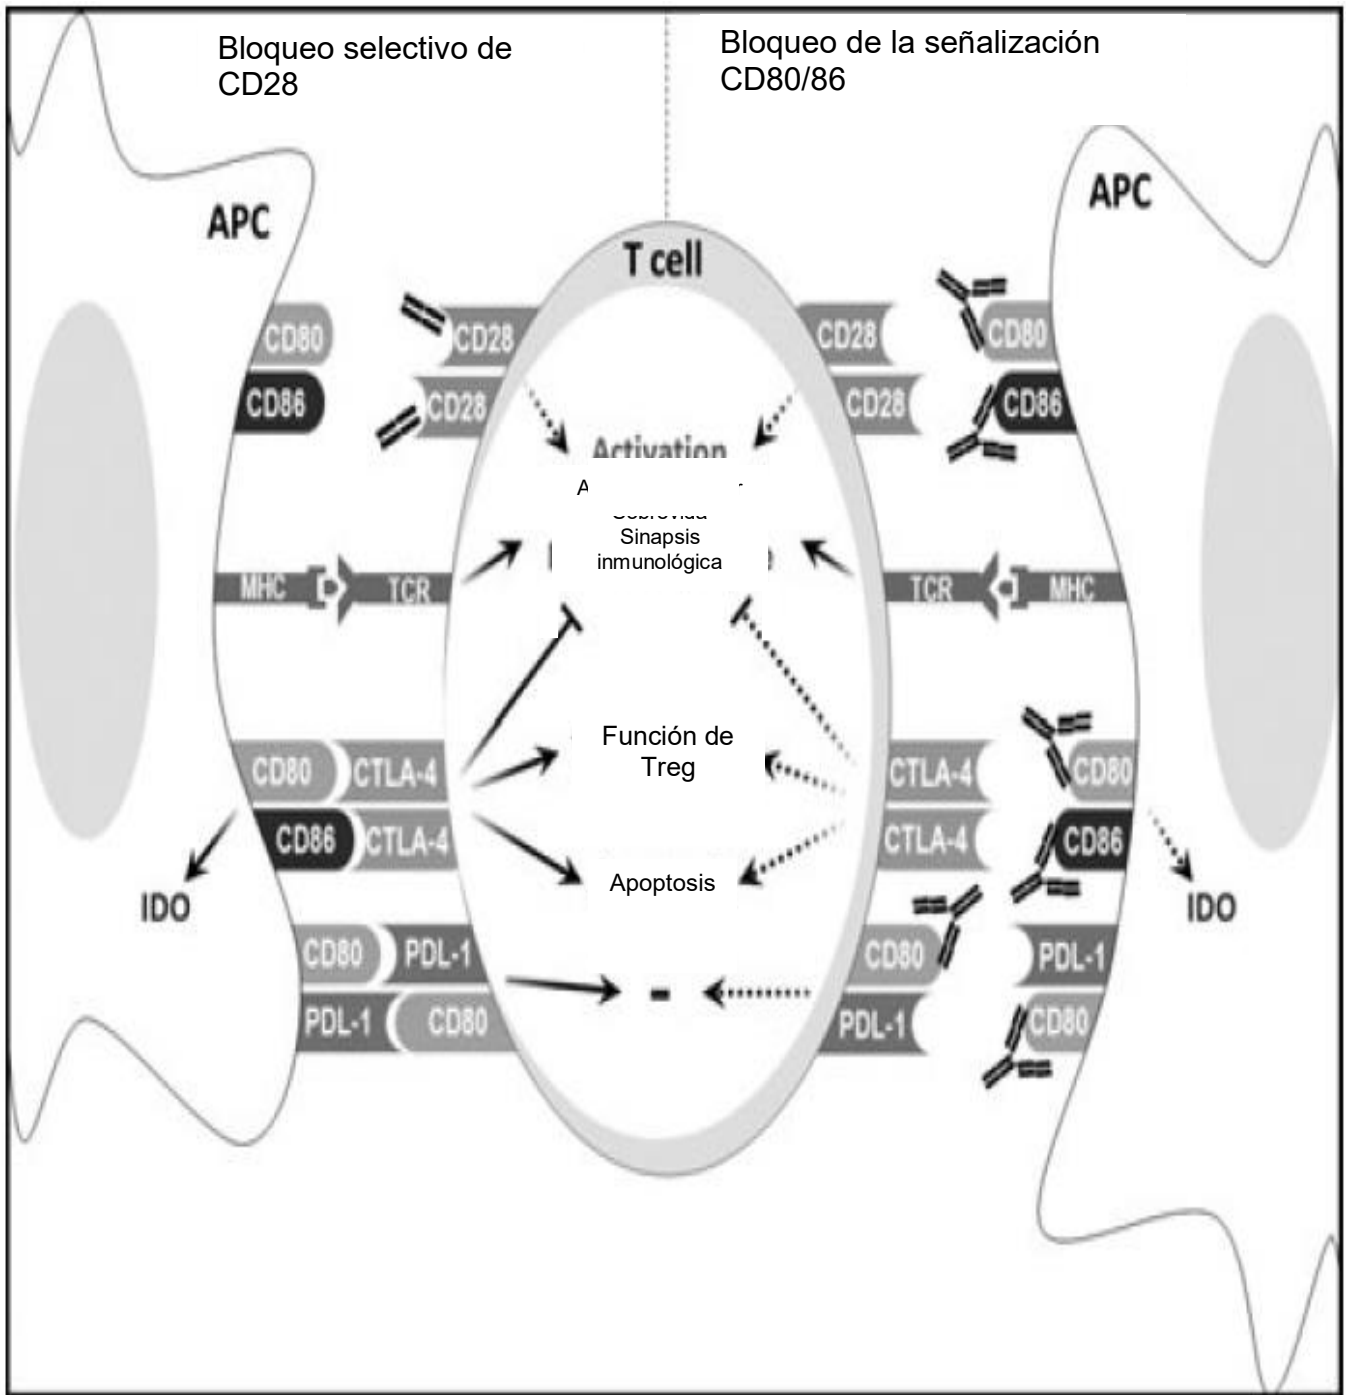 Bloqueo selectivo de
CD28
Bloqueo de la señalización
CD80/86
APC
APC
T cell
CD80
CD28
CD28
CD80
CD86
CD28
CD28
CD86
Activation
Sobrevida
Sinapsis
inmunológica
MHC
TCR
TCR
MHC
Función de
Treg
CD80
CTLA-4
CTLA-4
CD80
CD86
CTLA-4
CTLA-4
CD86
Apoptosis
IDO
IDO
CD80
PDL-1
CD80
PDL-1
PDL-1
CD80
PDL-1
CD80